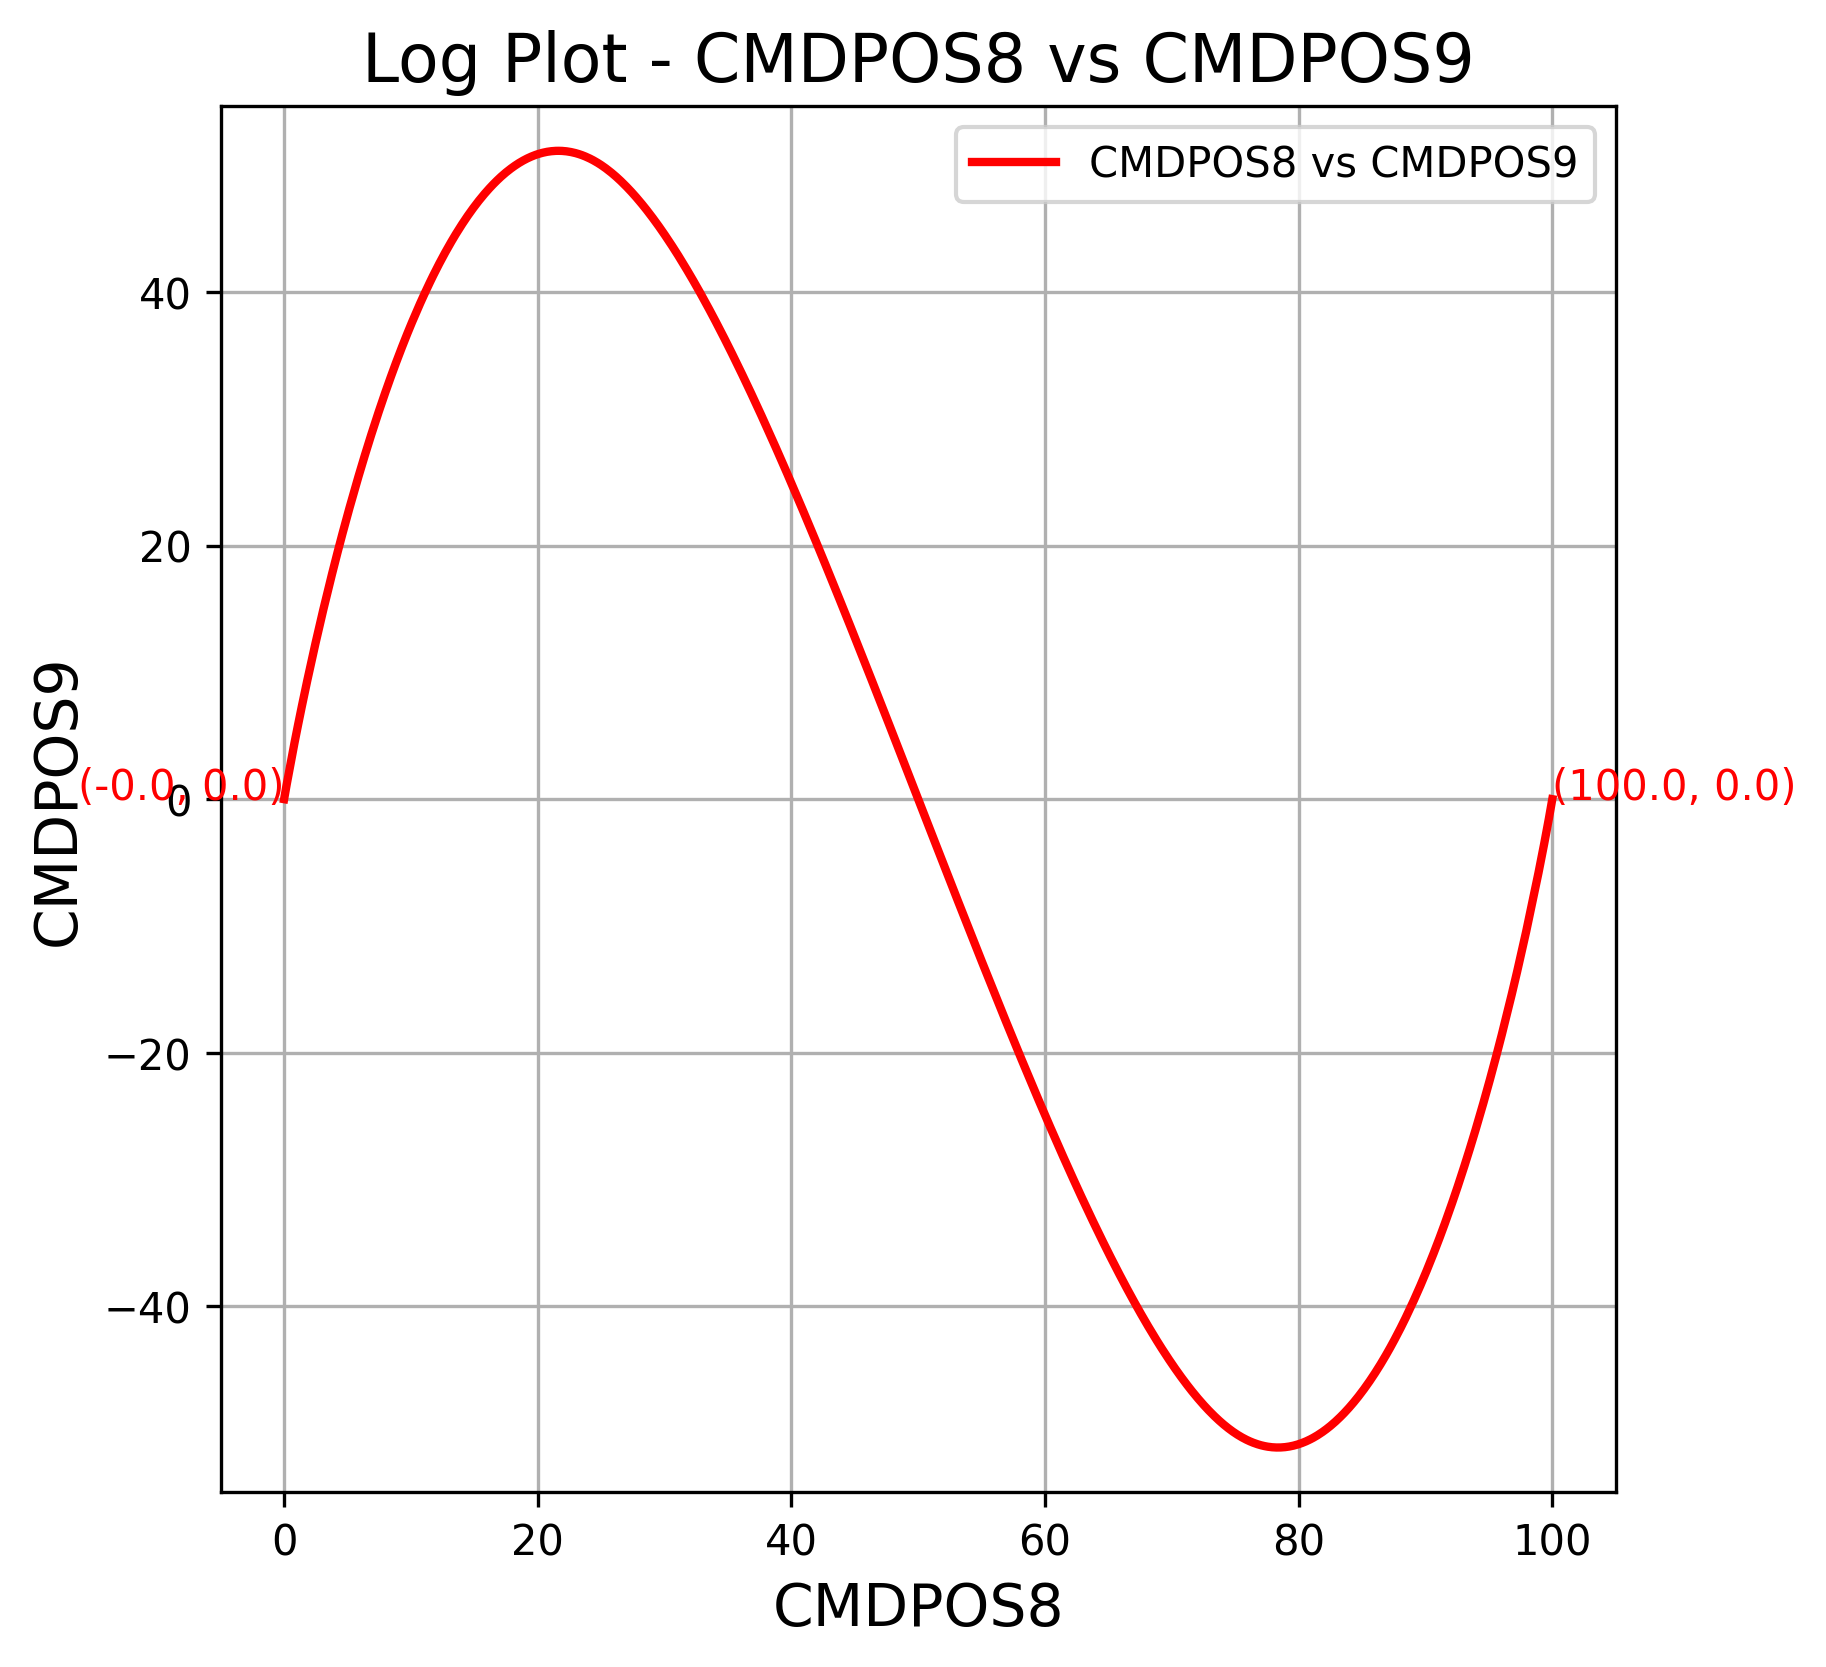 Log Plot - CMDPOS8 vs CMDPOS9
CMDPOS8 vs CMDPOS9
40
20
(-0.0, 0.0)
0
(100.0, 0.0)
−20
−40
CMDPOS9
0 20 40 60 80 100
CMDPOS8